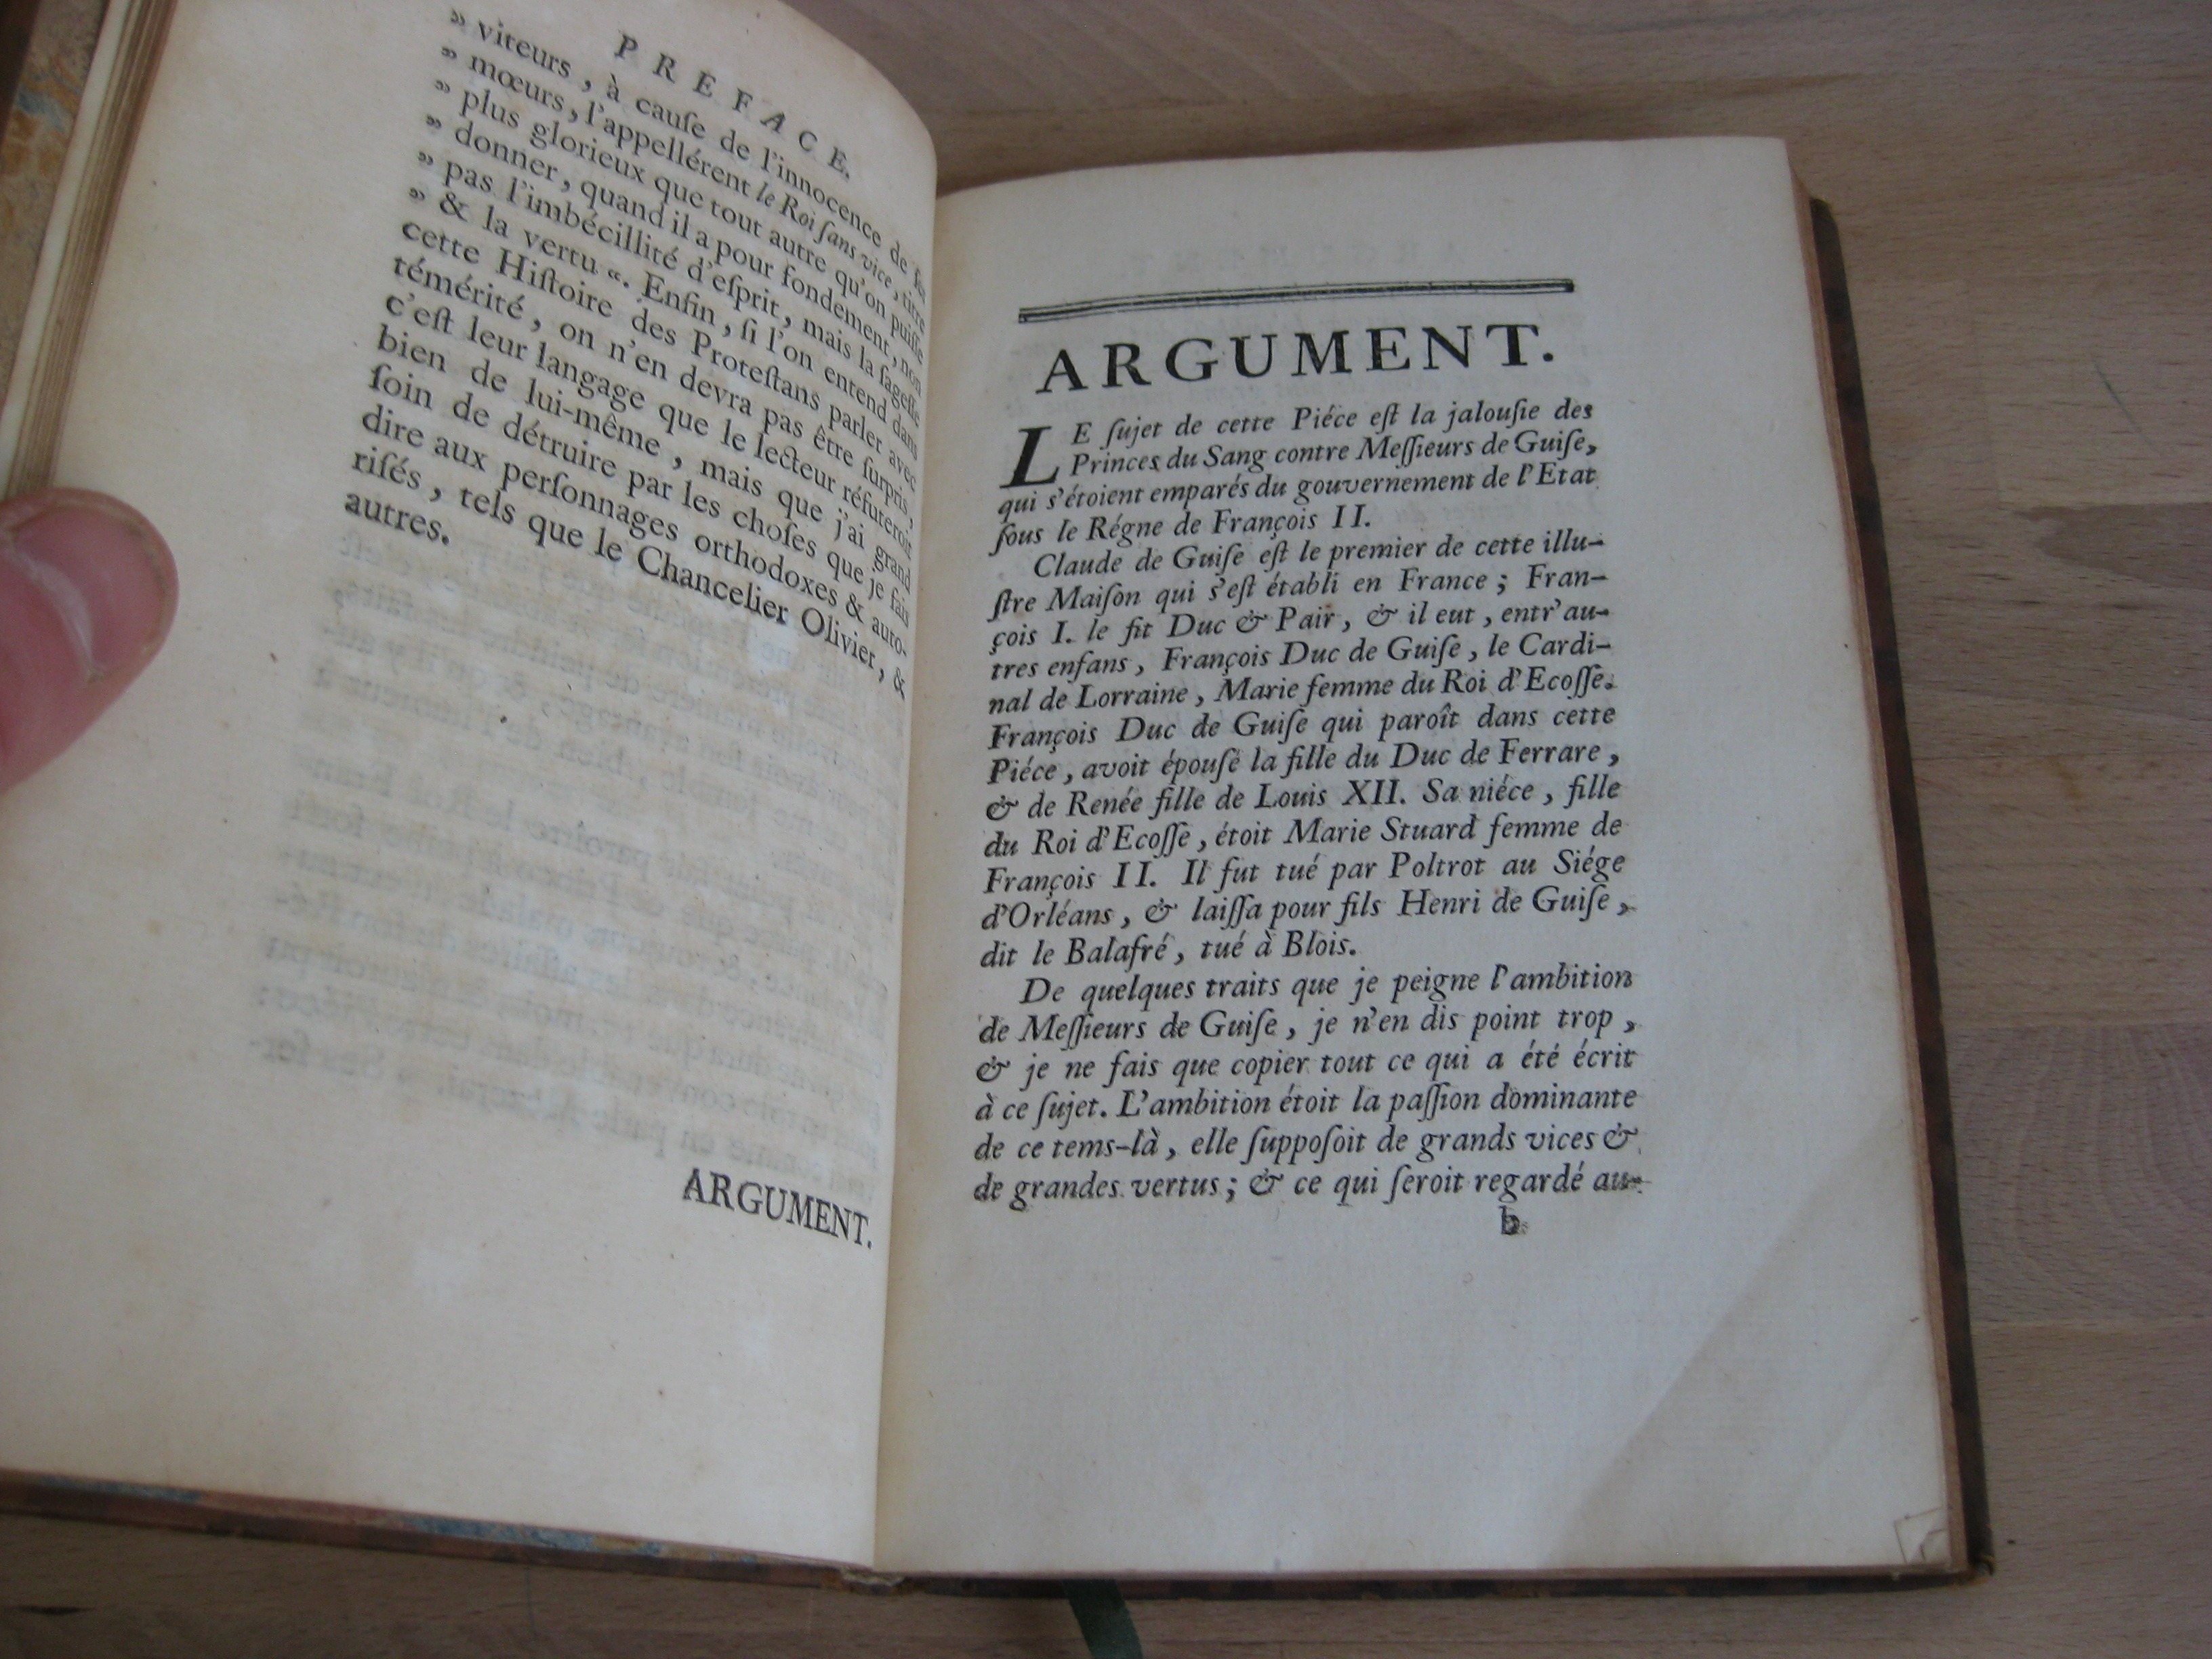 PREFACE.
” viteurs, à cauſe de l'innocence de ſes
” mœurs, l'appellérent le Roi ſans vice, titre
” plus glorieux que tout autre qu'on puiſſe
” donner, quand il a pour fondement, non
” pas l'imbécillité d'eſprit, mais la ſageſſe
” & la vertu “. Enfin, ſi l'on entend dans
cette Hiſtoire des Proteſtans parler avec
témérité, on n'en devra pas être ſurpris,
c'eſt leur langage que le lecteur réfuteroit
bien de lui-même, mais que j'ai grand
ſoin de détruire par les choſes que je fais
dire aux perſonnages orthodoxes & auto-
riſés, tels que le Chancelier Olivier, &
autres.
ARGUMENT.
ARGUMENT.
LE ſujet de cette Piéce eſt la jalouſie des
Princes du Sang contre Meſſieurs de Guiſe,
qui s'étoient emparés du gouvernement de l'Etat
ſous le Régne de François II.
Claude de Guiſe eſt le premier de cette illu-
ſtre Maiſon qui s'eſt établi en France; Fran-
çois I. le fit Duc & Pair, & il eut, entr'au-
tres enfans, François Duc de Guiſe, le Cardi-
nal de Lorraine, Marie femme du Roi d'Ecoſſe.
François Duc de Guiſe qui paroît dans cette
Piéce, avoit épouſé la fille du Duc de Ferrare,
& de Renée fille de Louis XII. Sa niéce, fille
du Roi d'Ecoſſe, étoit Marie Stuard femme de
François II. Il fut tué par Poltrot au Siége
d'Orléans, & laiſſa pour fils Henri de Guiſe,
dit le Balafré, tué à Blois.
De quelques traits que je peigne l'ambition
de Meſſieurs de Guiſe, je n'en dis point trop,
& je ne fais que copier tout ce qui a été écrit
à ce ſujet. L'ambition étoit la paſſion dominante
de ce tems-là, elle ſuppoſoit de grands vices &
de grandes vertus; & ce qui ſeroit regardé au-
b